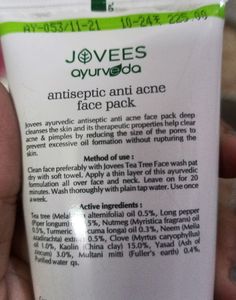 AY-053/11-21 10-24 225.00
JOVEES
ayurveda
antiseptic anti acne
face pack
Jovees ayurvedic antiseptic anti acne face pack deep
cleanses the skin and its therapeutic properties help clear
acne & pimples by reducing the size of the pores to
prevent excessive oil formation without rupturing the
skin.
Method of use :
Clean face preferably with Jovees Tea Tree Face wash pat
dry with soft towel. Apply a thin layer of this ayurvedic
formulation all over face and neck. Leave on for 20
minutes. Wash thoroughly with plain tap water. Use once
a week.
Active ingredients :
Tea tree (Melaleuca alternifolia) oil 0.5%, Long pepper
(Piper longum) 0.5%, Nutmeg (Myristica fragram) oil
0.5%, Turmeric (Curcuma longa) oil 0.3%, Neem (Melia
azadirachta) extract 0.5%, Clove (Myrtus caryophyllus)
oil 1.0%, Kaolin (China clay) 15.0%, Yasad (Ash of
Zincum) 3.0%, Multani mitti (Fuller's earth) 0.4%.
Purified water qs.